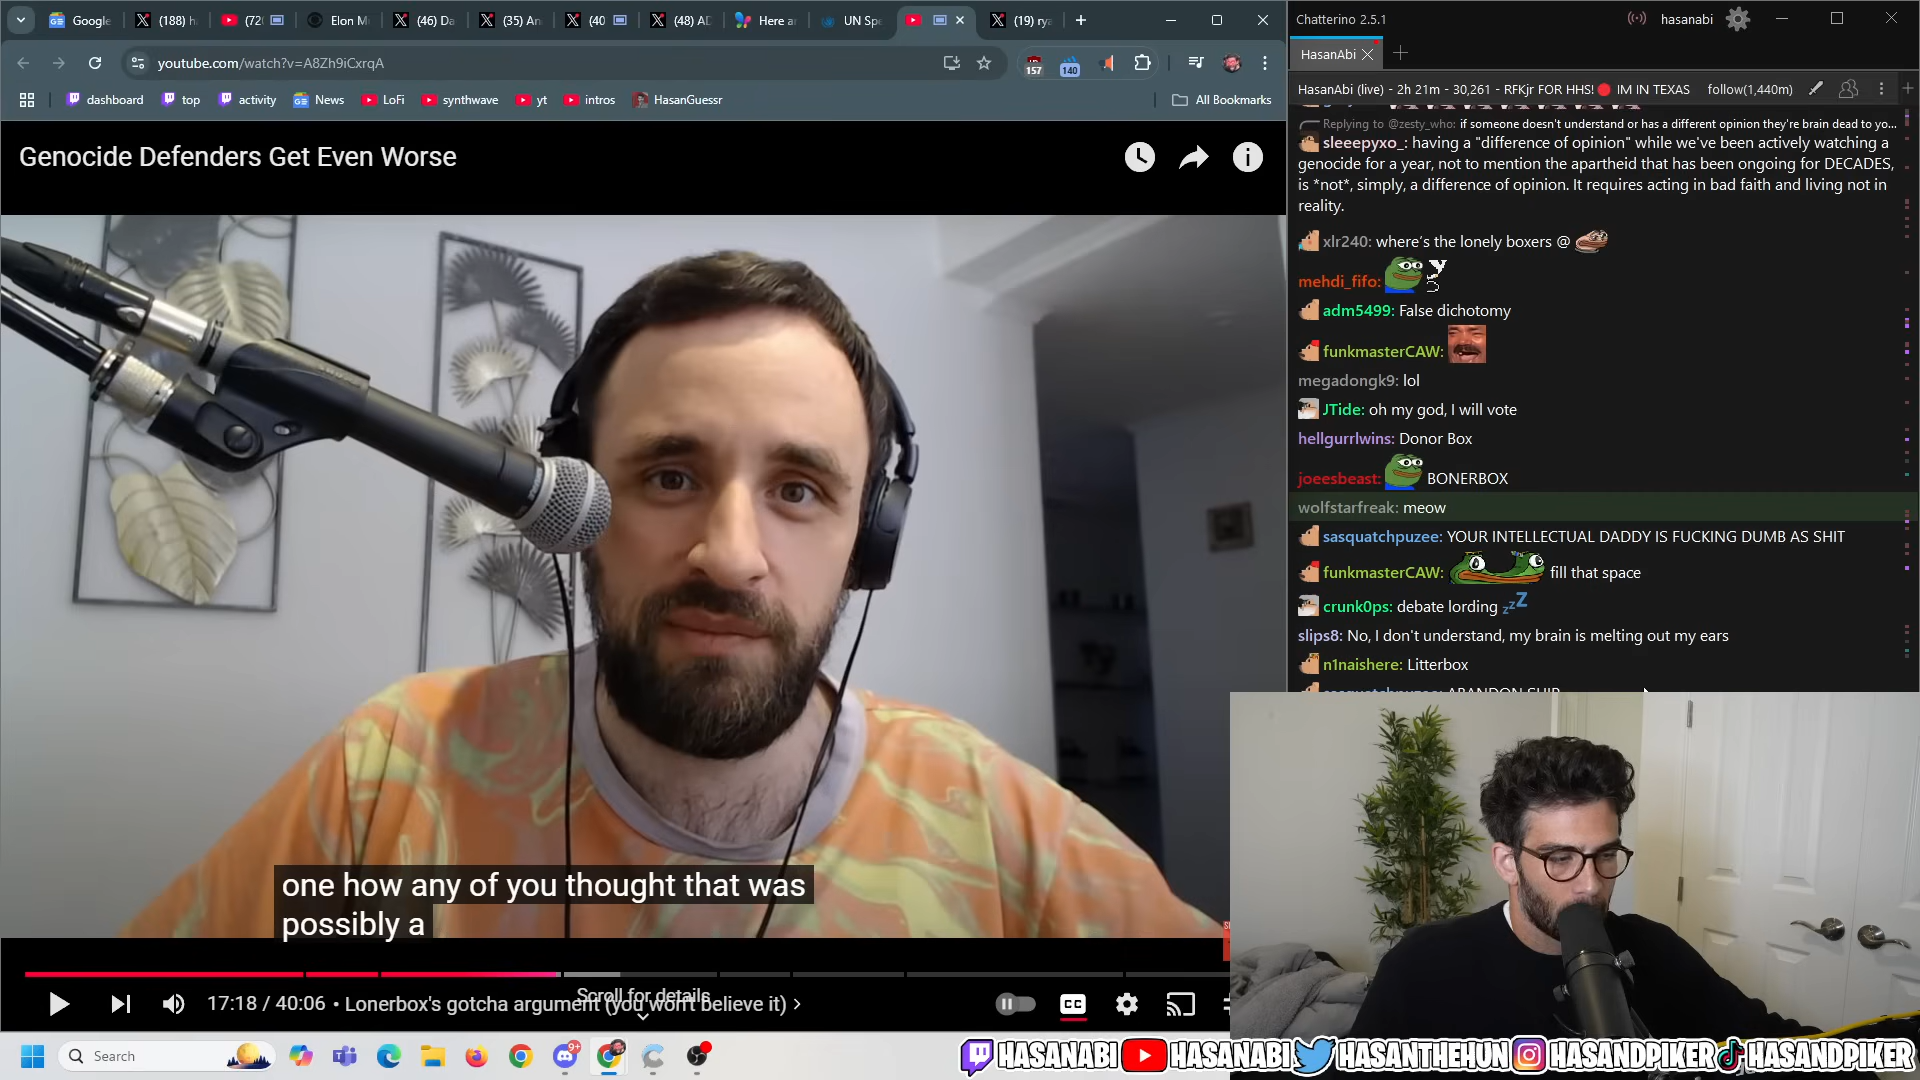 Google
(188) h
(720
Elon M
(46) Da
(35) An
(40
(48) AD
Here a
UN Spe
(19) rya
youtube.com/watch?v=A8Zh9iCxrqA
157
140
dashboard
top
activity
News
LoFi
synthwave
yt
intros
HasanGuessr
All Bookmarks
Genocide Defenders Get Even Worse
one how any of you thought that was
possibly a
17:18 / 40:06 • Lonerbox's gotcha argument (you won't believe it) >
Scroll for details
CC
Search
9+
Chatterino 2.5.1
hasanabi
HasanAbi
HasanAbi (live) - 2h 21m - 30,261 - RFKjr FOR HHS! IM IN TEXAS
follow(1,440m)
Replying to @zesty_who: if someone doesn't understand or has a different opinion they're brain dead to yo...
sleeepyxo_: having a "difference of opinion" while we've been actively watching a
genocide for a year, not to mention the apartheid that has been ongoing for DECADES,
is *not*, simply, a difference of opinion. It requires acting in bad faith and living not in
reality.
xlr240: where's the lonely boxers @
mehdi_fifo:
adm5499: False dichotomy
funkmasterCAW:
megadongk9: lol
JTide: oh my god, I will vote
hellgurrlwins: Donor Box
joeesbeast: BONERBOX
wolfstarfreak: meow
sasquatchpuzee: YOUR INTELLECTUAL DADDY IS FUCKING DUMB AS SHIT
funkmasterCAW: fill that space
crunk0ps: debate lording
slips8: No, I don't understand, my brain is melting out my ears
n1naishere: Litterbox
sasquatchpuzee: ABANDON SHIP
HASANABI HASANABI HASANTHEHUN HASANDPIKER HASANDPIKER